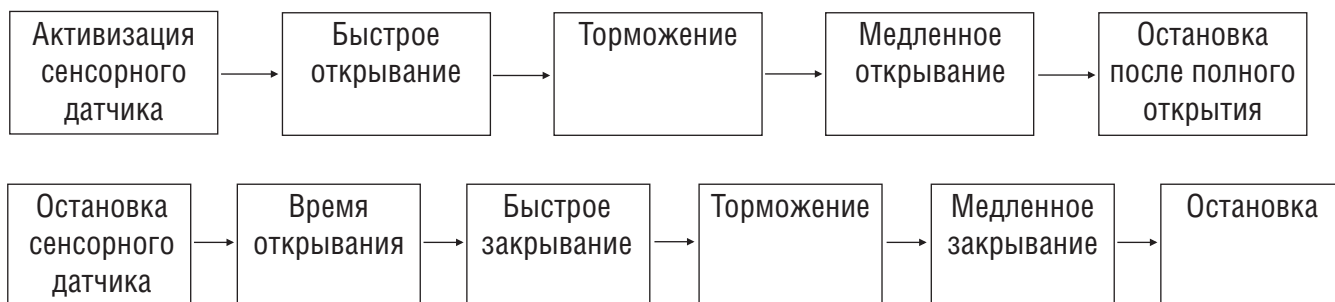 Активизация
сенсорного
датчика
Быстрое
открывание
Торможение
Медленное
открывание
Остановка
после полного
открытия
Остановка
сенсорного
датчика
Время
открывания
Быстрое
закрывание
Торможение
Медленное
закрывание
Остановка